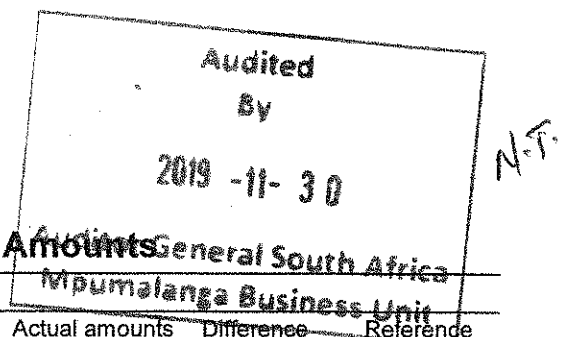 Audited
By
2019 -11- 30
N.T.
Auditor General South Africa
Amounts
Mpumalanga Business Unit
Actual amounts Difference Reference